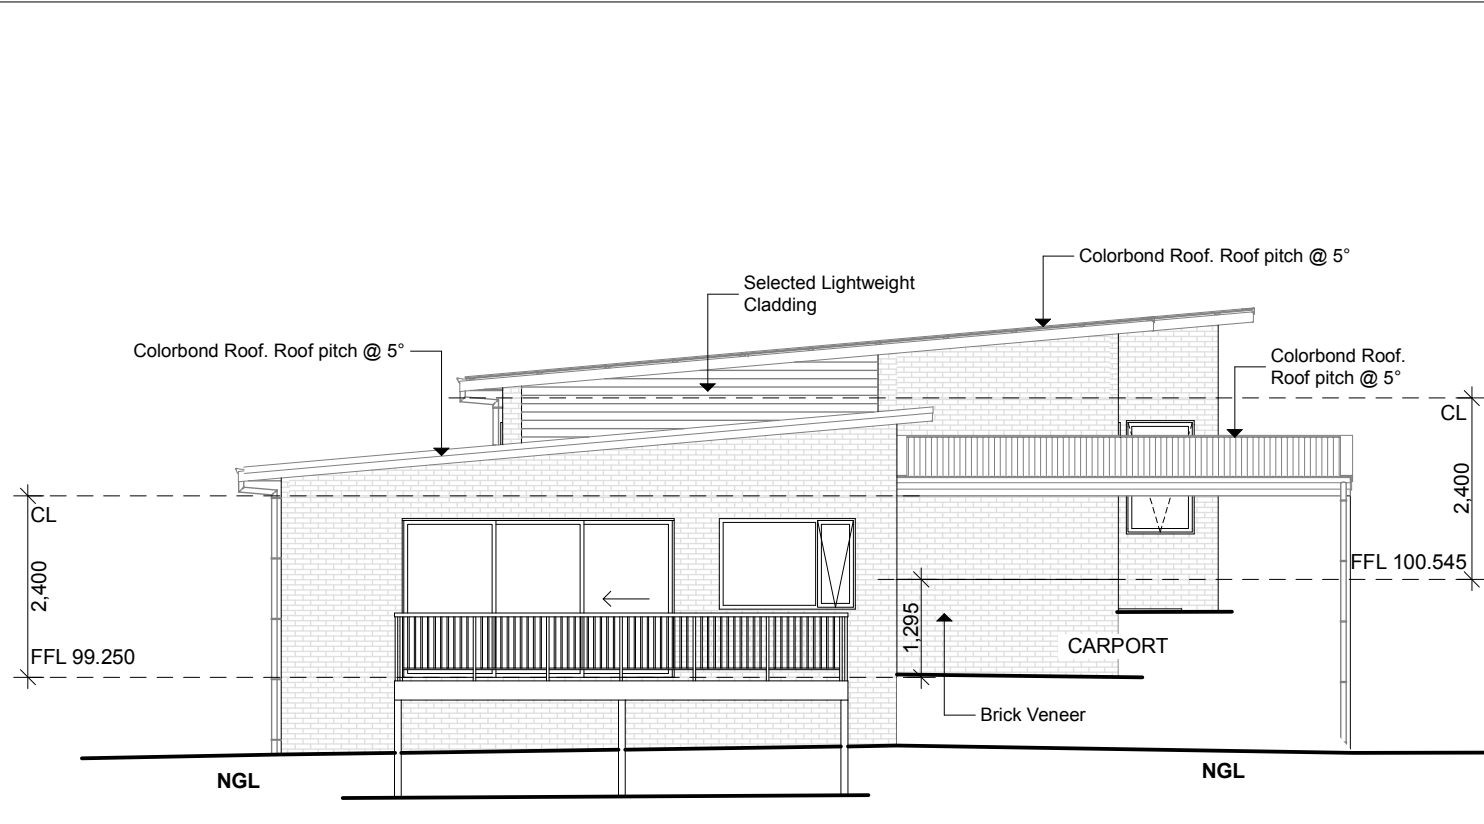 Colorbond Roof. Roof pitch @ 5°
Selected Lightweight
Cladding
Colorbond Roof. Roof pitch @ 5°
Colorbond Roof.
Roof pitch @ 5°
CL
CL
2,400
2,400
FFL 100.545
1,295
CARPORT
FFL 99.250
Brick Veneer
NGL
NGL